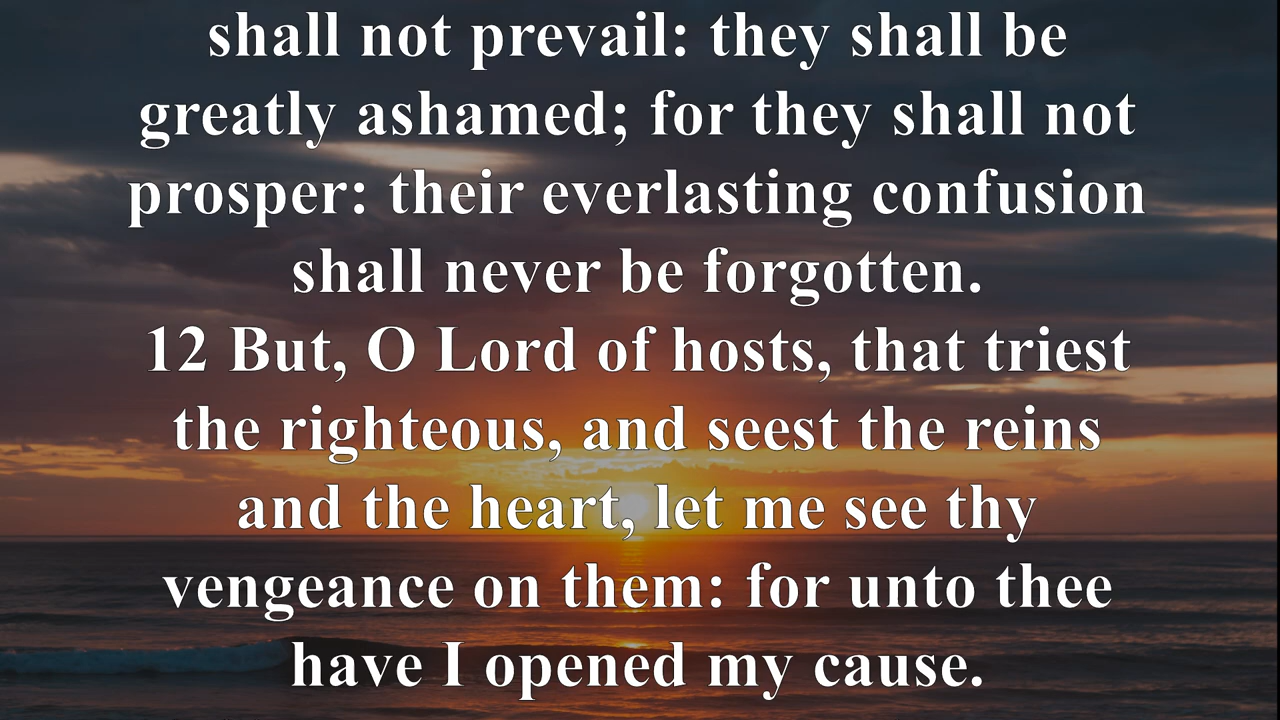 shall not prevail: they shall be
greatly ashamed; for they shall not
prosper: their everlasting confusion
shall never be forgotten.
12 But, O Lord of hosts, that triest
the righteous, and seest the reins
and the heart, let me see thy
vengeance on them: for unto thee
have I opened my cause.